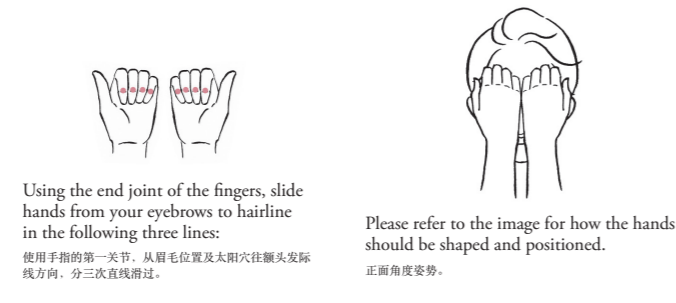 Using the end joint of the fingers, slide
hands from your eyebrows to hairline
in the following three lines:
使用手指的第一关节，从眉毛位置及太阳穴往额头发际
线方向，分三次直线滑过。
Please refer to the image for how the hands
should be shaped and positioned.
正面角度姿势。